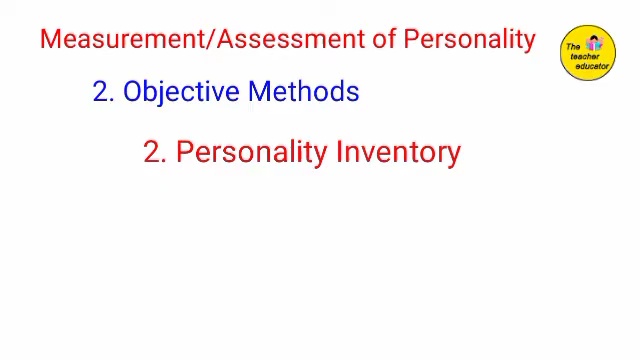 Measurement/Assessment of Personality
The
teacher
educator
2. Objective Methods
2. Personality Inventory